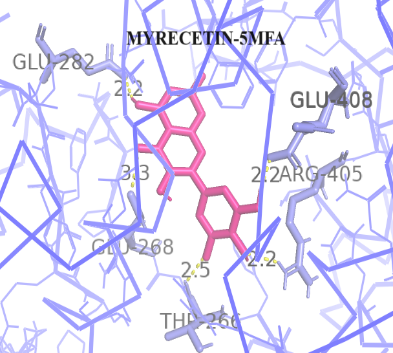 MYRECETIN-5MFA
GLU-282
2.2
GLU-408
3.3
2.2
ARG-405
GLU-268
2.5
2.2
THR-266